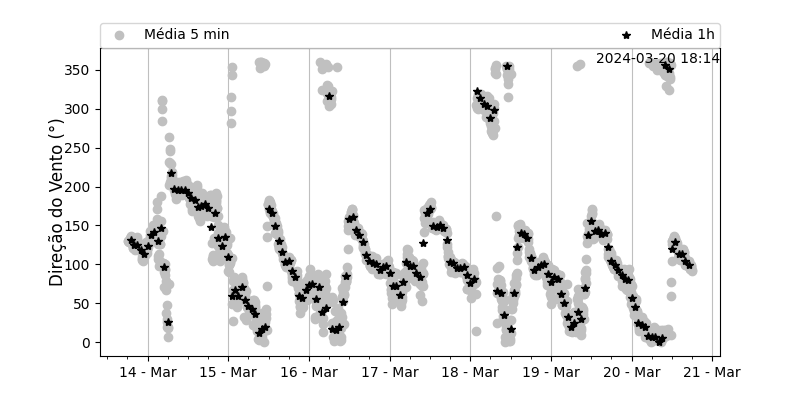 Média 5 min
Média 1h
2024-03-20 18:14
Direção do Vento (°)
350
300
250
200
150
100
50
0
14 - Mar
15 - Mar
16 - Mar
17 - Mar
18 - Mar
19 - Mar
20 - Mar
21 - Mar